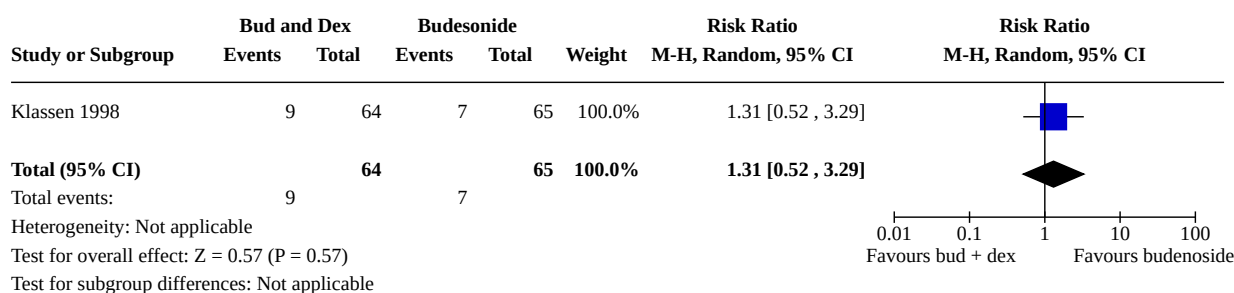 Bud and Dex Budesonide Risk Ratio Risk Ratio
Study or Subgroup Events Total Events Total Weight M-H, Random, 95% CI M-H, Random, 95% CI
Klassen 1998 9 64 7 65 100.0% 1.31 [0.52 , 3.29]
Total (95% CI) 64 65 100.0% 1.31 [0.52 , 3.29]
Total events: 9 7
Heterogeneity: Not applicable
0.01 0.1 1 10 100
Test for overall effect: Z = 0.57 (P = 0.57)
Favours bud + dex Favours budenoside
Test for subgroup differences: Not applicable